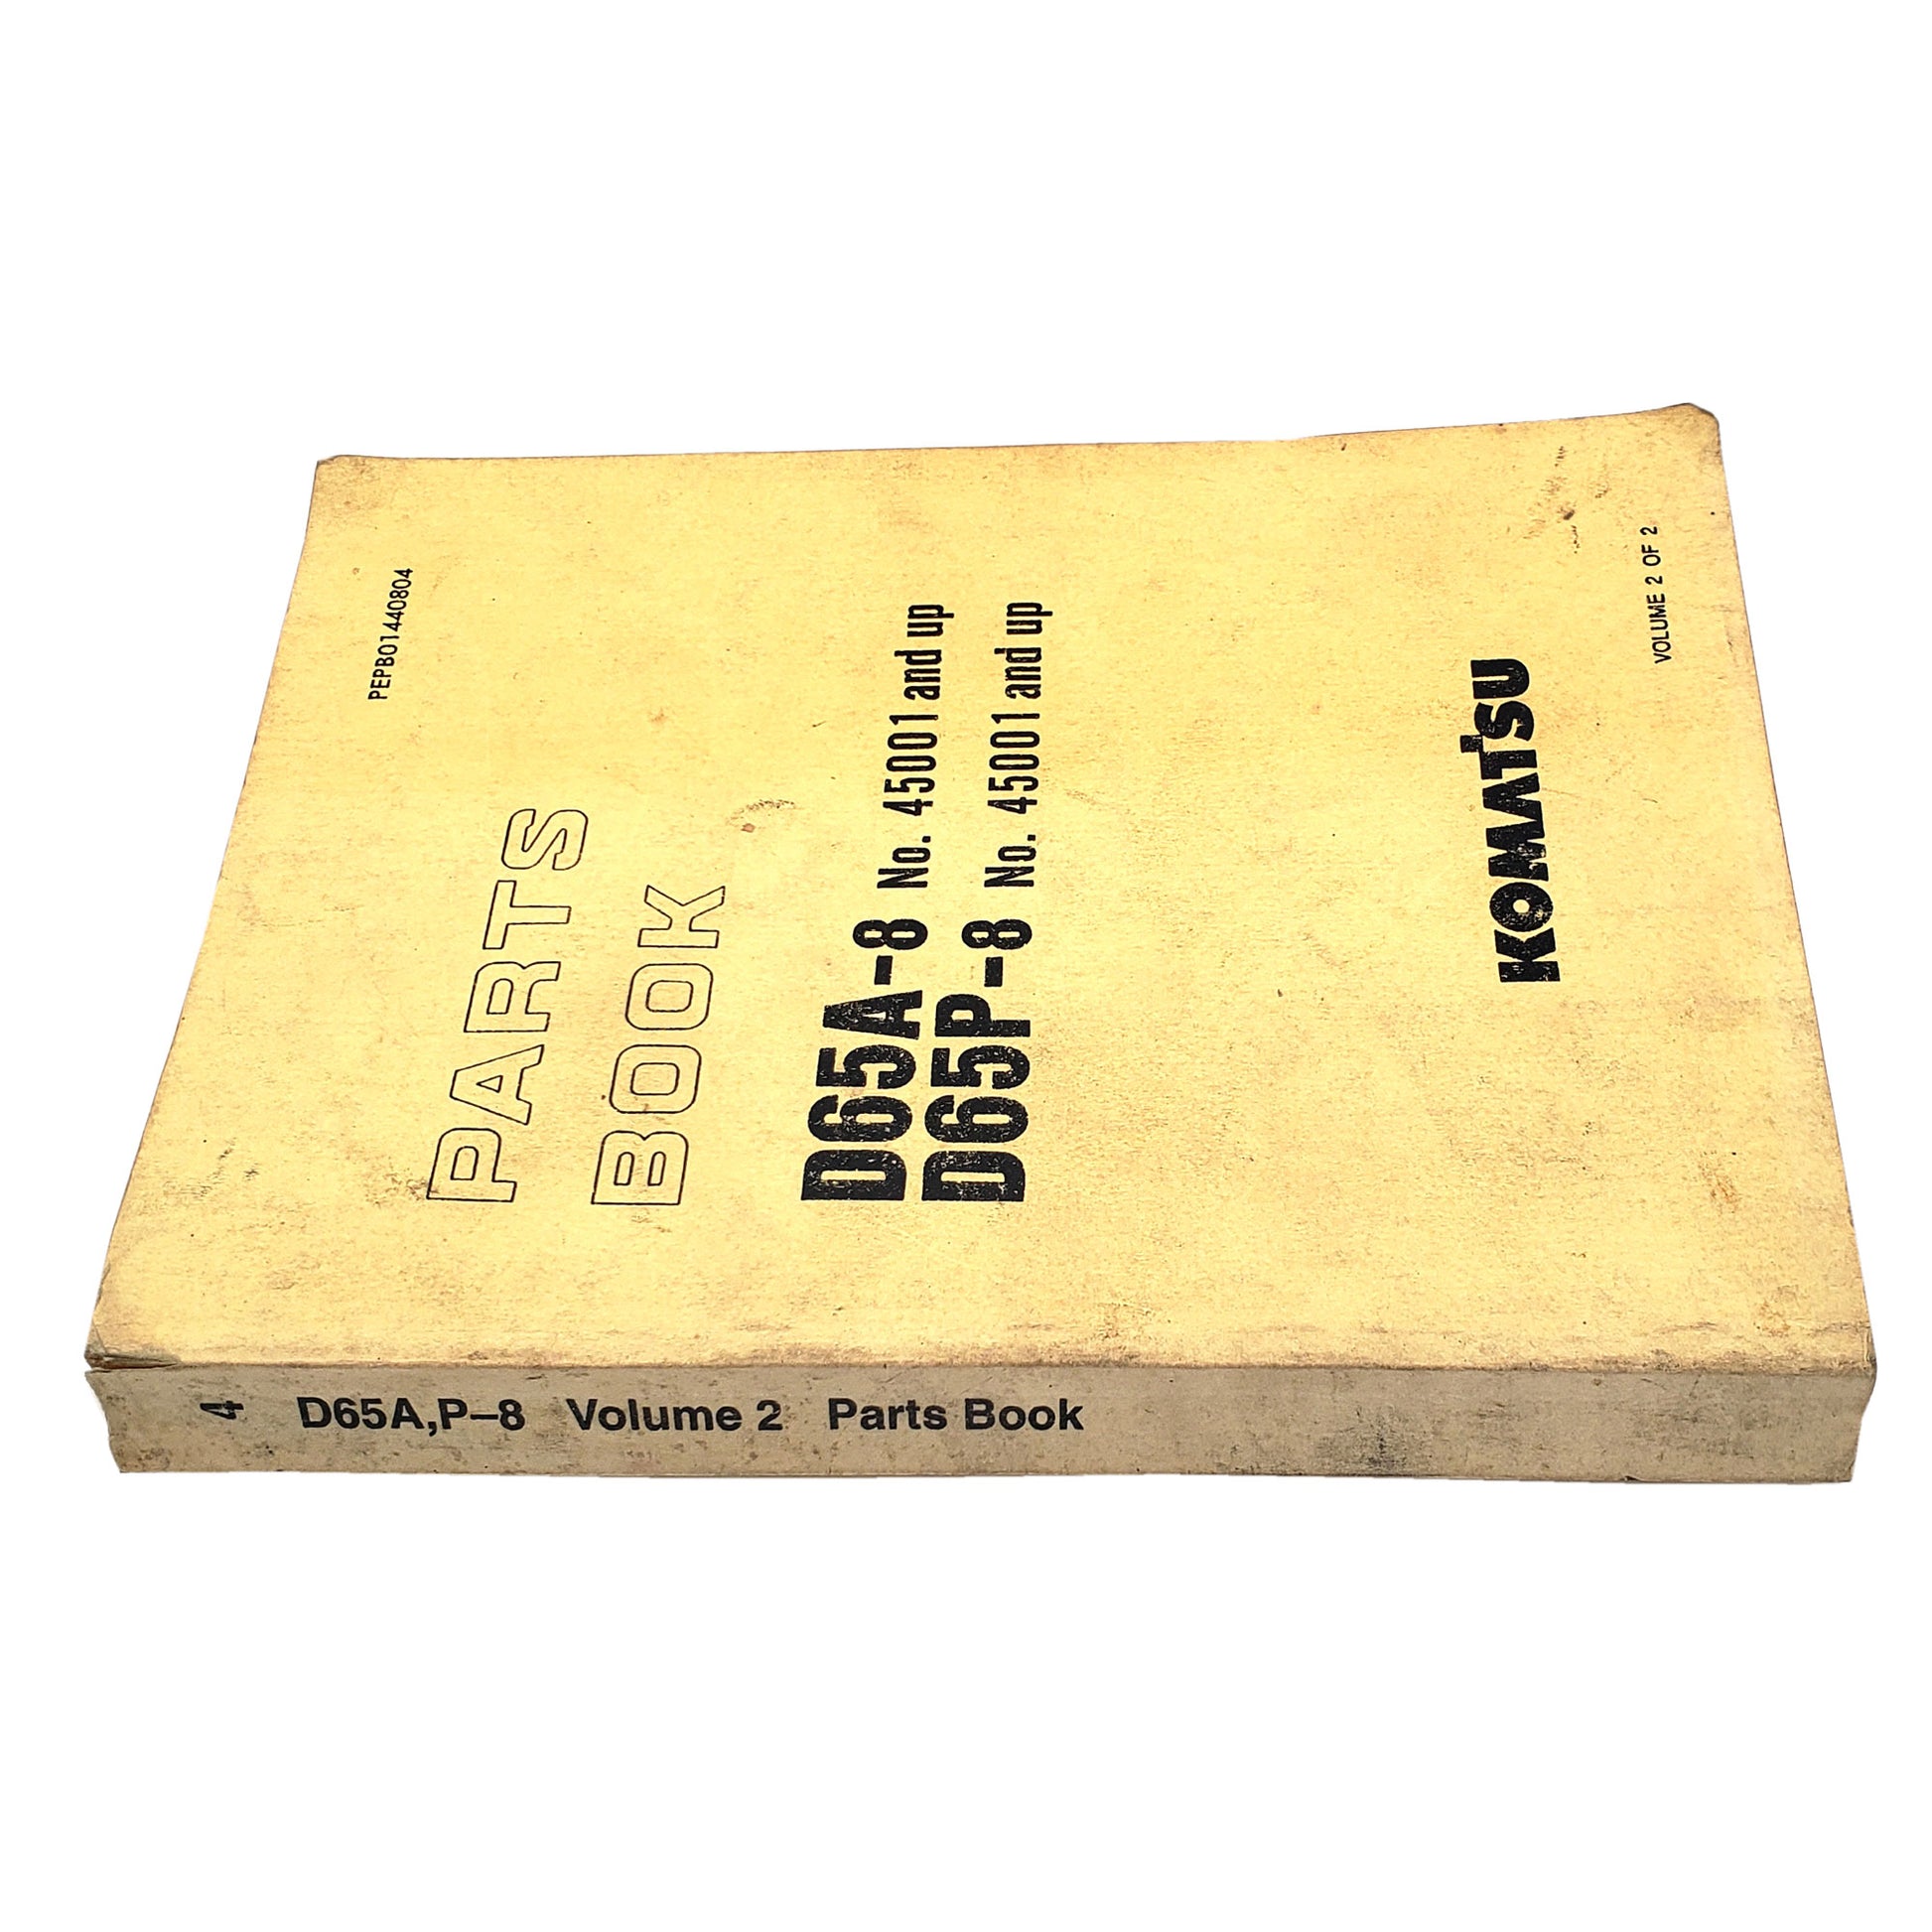 PEPB01440804
PARTS
BOOK
D65A-8 No. 45001 and up
D65P-8 No. 45001 and up
KOMATSU
VOLUME 2 OF 2
4
D65A,P–8 Volume 2 Parts Book